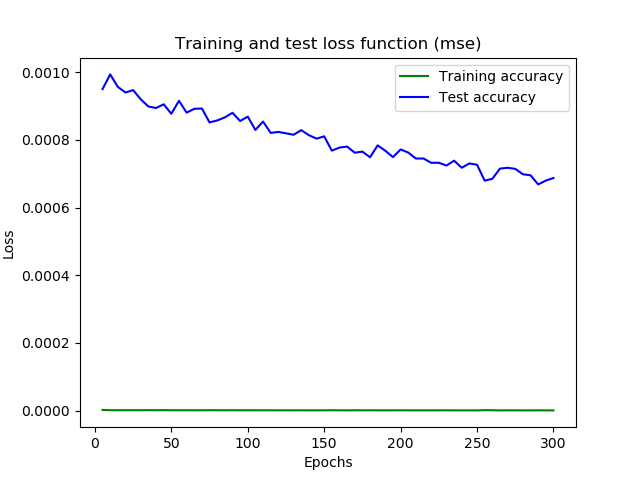 Training and test loss function (mse)
Training accuracy
Test accuracy
0.0010
0.0008
0.0006
0.0004
0.0002
0.0000
Loss
0 50 100 150 200 250 300
Epochs